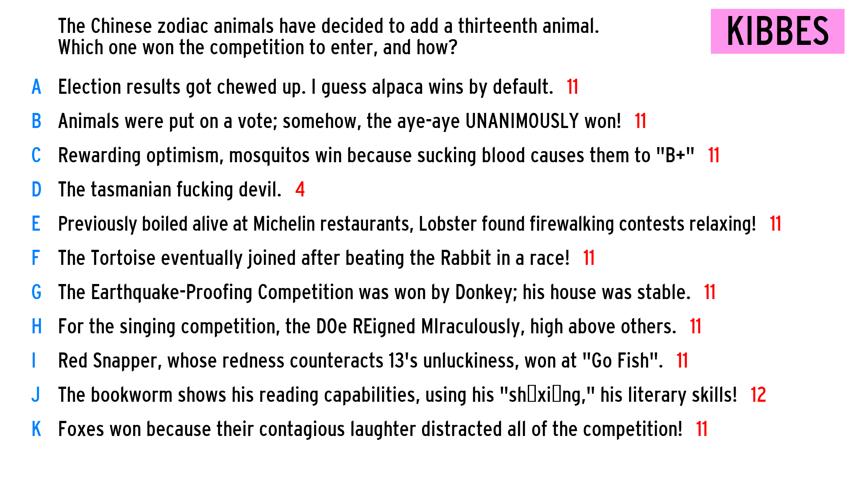 The Chinese zodiac animals have decided to add a thirteenth animal.
Which one won the competition to enter, and how?
KIBBES
A Election results got chewed up. I guess alpaca wins by default. 11
B Animals were put on a vote; somehow, the aye-aye UNANIMOUSLY won! 11
C Rewarding optimism, mosquitos win because sucking blood causes them to "B+" 11
D The tasmanian fucking devil. 4
E Previously boiled alive at Michelin restaurants, Lobster found firewalking contests relaxing! 11
F The Tortoise eventually joined after beating the Rabbit in a race! 11
G The Earthquake-Proofing Competition was won by Donkey; his house was stable. 11
H For the singing competition, the DOe REigned MIraculously, high above others. 11
I Red Snapper, whose redness counteracts 13's unluckiness, won at "Go Fish". 11
J The bookworm shows his reading capabilities, using his "sh▯xi▯ng," his literary skills! 12
K Foxes won because their contagious laughter distracted all of the competition! 11